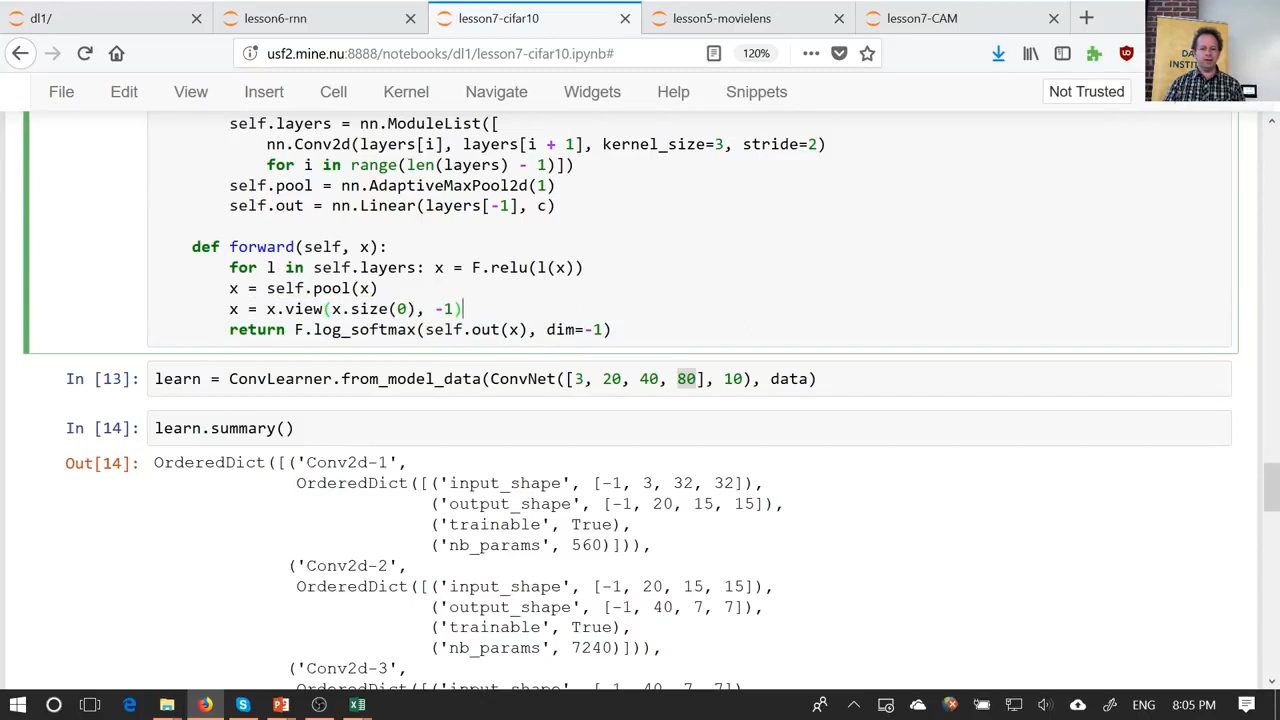 dl1/
lesson6-rnn
lesson7-cifar10
lesson5-movielens
lesson7-CAM
usf2.mine.nu:8888/notebooks/dl1/lesson7-cifar10.ipynb#
120%
File Edit View Insert Cell Kernel Navigate Widgets Help Snippets
Not Trusted
self.layers = nn.ModuleList([
nn.Conv2d(layers[i], layers[i + 1], kernel_size=3, stride=2)
for i in range(len(layers) - 1)])
self.pool = nn.AdaptiveMaxPool2d(1)
self.out = nn.Linear(layers[-1], c)
def forward(self, x):
for l in self.layers: x = F.relu(l(x))
x = self.pool(x)
x = x.view(x.size(0), -1)
return F.log_softmax(self.out(x), dim=-1)
In [13]: learn = ConvLearner.from_model_data(ConvNet([3, 20, 40, 80], 10), data)
In [14]: learn.summary()
Out[14]: OrderedDict([('Conv2d-1',
OrderedDict([('input_shape', [-1, 3, 32, 32]),
('output_shape', [-1, 20, 15, 15]),
('trainable', True),
('nb_params', 560)])),
('Conv2d-2',
OrderedDict([('input_shape', [-1, 20, 15, 15]),
('output_shape', [-1, 40, 7, 7]),
('trainable', True),
('nb_params', 7240)])),
('Conv2d-3',
OrderedDict([('input_shape', [-1, 40, 7, 7]),
ENG
8:05 PM